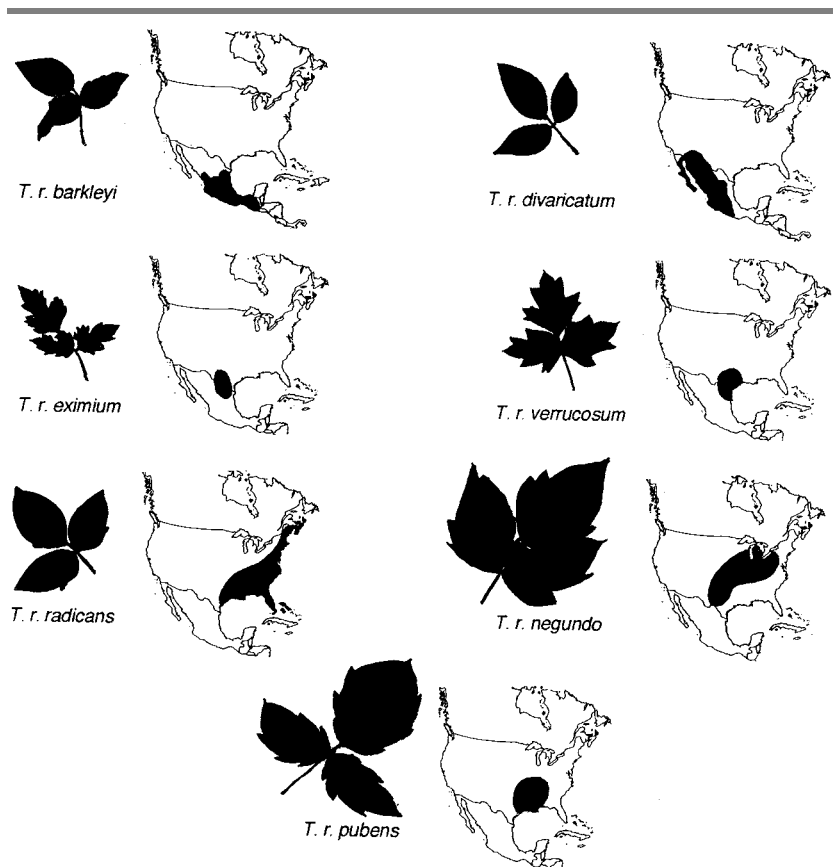 T. r. barkleyi
T. r. divaricatum
T. r. eximium
T. r. verrucosum
T. r. radicans
T. r. negundo
T. r. pubens